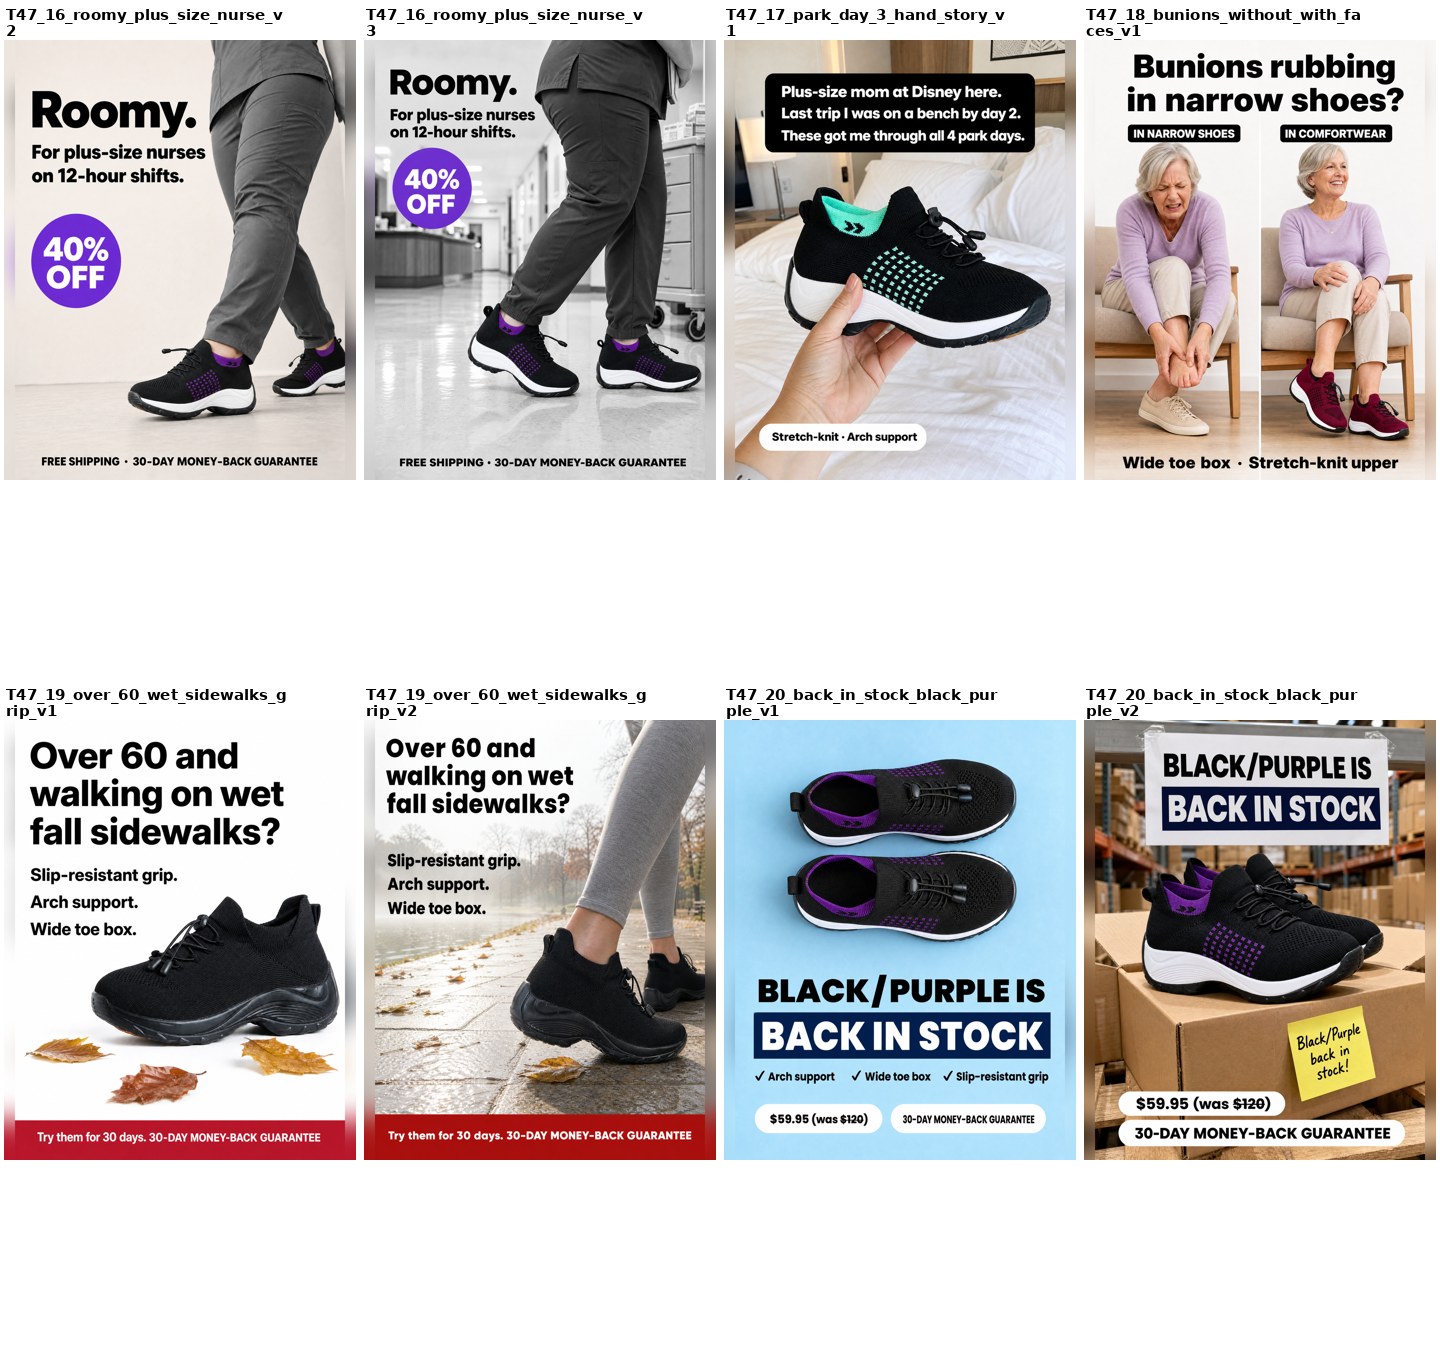 T47_16_roomy_plus_size_nurse_v
2
Roomy.
For plus-size nurses
on 12-hour shifts.
40%
OFF
FREE SHIPPING · 30-DAY MONEY-BACK GUARANTEE
T47_16_roomy_plus_size_nurse_v
3
Roomy.
For plus-size nurses
on 12-hour shifts.
40%
OFF
FREE SHIPPING · 30-DAY MONEY-BACK GUARANTEE
T47_17_park_day_3_hand_story_v
1
Plus-size mom at Disney here.
Last trip I was on a bench by day 2.
These got me through all 4 park days.
Stretch-knit · Arch support
T47_18_bunions_without_with_fa
ces_v1
Bunions rubbing
in narrow shoes?
IN NARROW SHOES
IN COMFORTWEAR
Wide toe box · Stretch-knit upper
T47_19_over_60_wet_sidewalks_g
rip_v1
Over 60 and
walking on wet
fall sidewalks?
Slip-resistant grip.
Arch support.
Wide toe box.
Try them for 30 days. 30-DAY MONEY-BACK GUARANTEE
T47_19_over_60_wet_sidewalks_g
rip_v2
Over 60 and
walking on wet
fall sidewalks?
Slip-resistant grip.
Arch support.
Wide toe box.
Try them for 30 days. 30-DAY MONEY-BACK GUARANTEE
T47_20_back_in_stock_black_pur
ple_v1
BLACK/PURPLE IS
BACK IN STOCK
✓ Arch support ✓ Wide toe box ✓ Slip-resistant grip
$59.95 (was $120)
30-DAY MONEY-BACK GUARANTEE
T47_20_back_in_stock_black_pur
ple_v2
BLACK/PURPLE IS
BACK IN STOCK
Black/Purple
back in
stock!
$59.95 (was $120)
30-DAY MONEY-BACK GUARANTEE